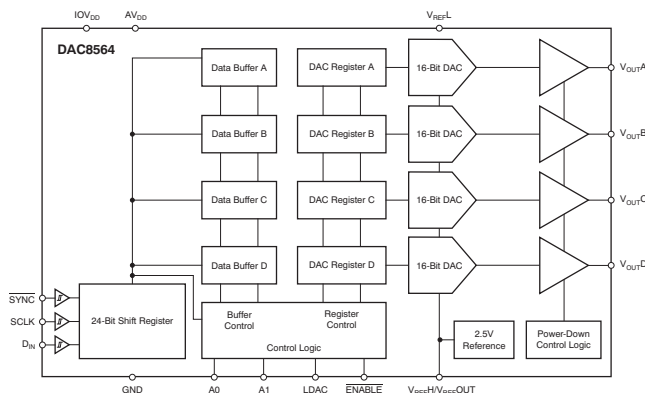 IOVDD AVDD VREFL
DAC8564
Data Buffer A DAC Register A 16-Bit DAC VOUTA
Data Buffer B DAC Register B 16-Bit DAC VOUTB
Data Buffer C DAC Register C 16-Bit DAC VOUTC
Data Buffer D DAC Register D 16-Bit DAC VOUTD
SYNC
SCLK
DIN
24-Bit Shift Register
Buffer Control
Register Control
Control Logic
2.5V Reference
Power-Down Control Logic
GND A0 A1 LDAC ENABLE VREFH/VREFOUT